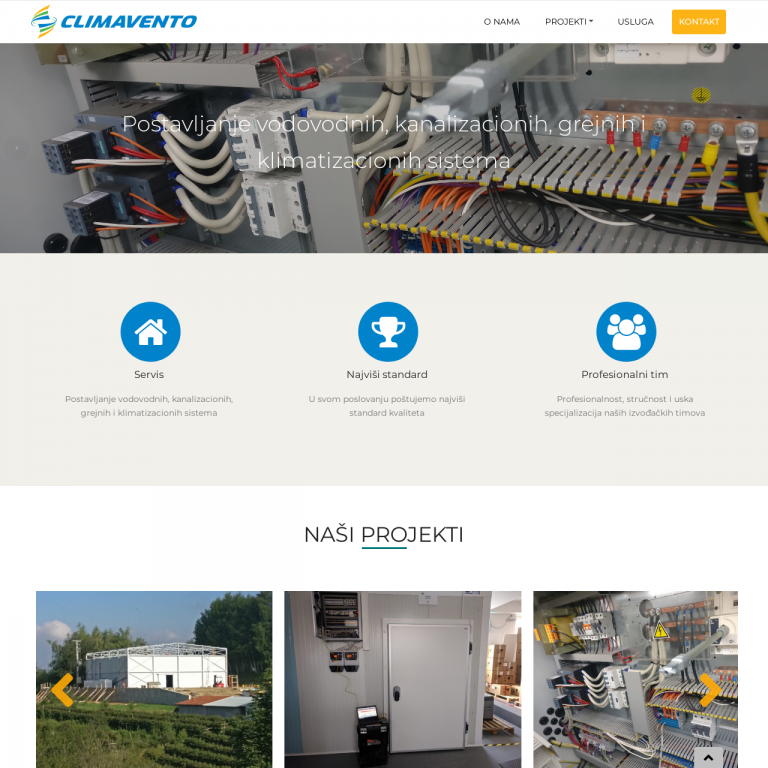 CLIMAVENTO
O NAMA PROJEKTI USLUGA KONTAKT
Postavljanje vodovodnih, kanalizacionih, grejnih i
klimatizacionih sistema
Servis
Postavljanje vodovodnih, kanalizacionih,
grejnih i klimatizacionih sistema
Najviši standard
U svom poslovanju poštujemo najviši
standard kvaliteta
Profesionalni tim
Profesionalnost, stručnost i uska
specijalizacija naših izvođačkih timova
NAŠI PROJEKTI